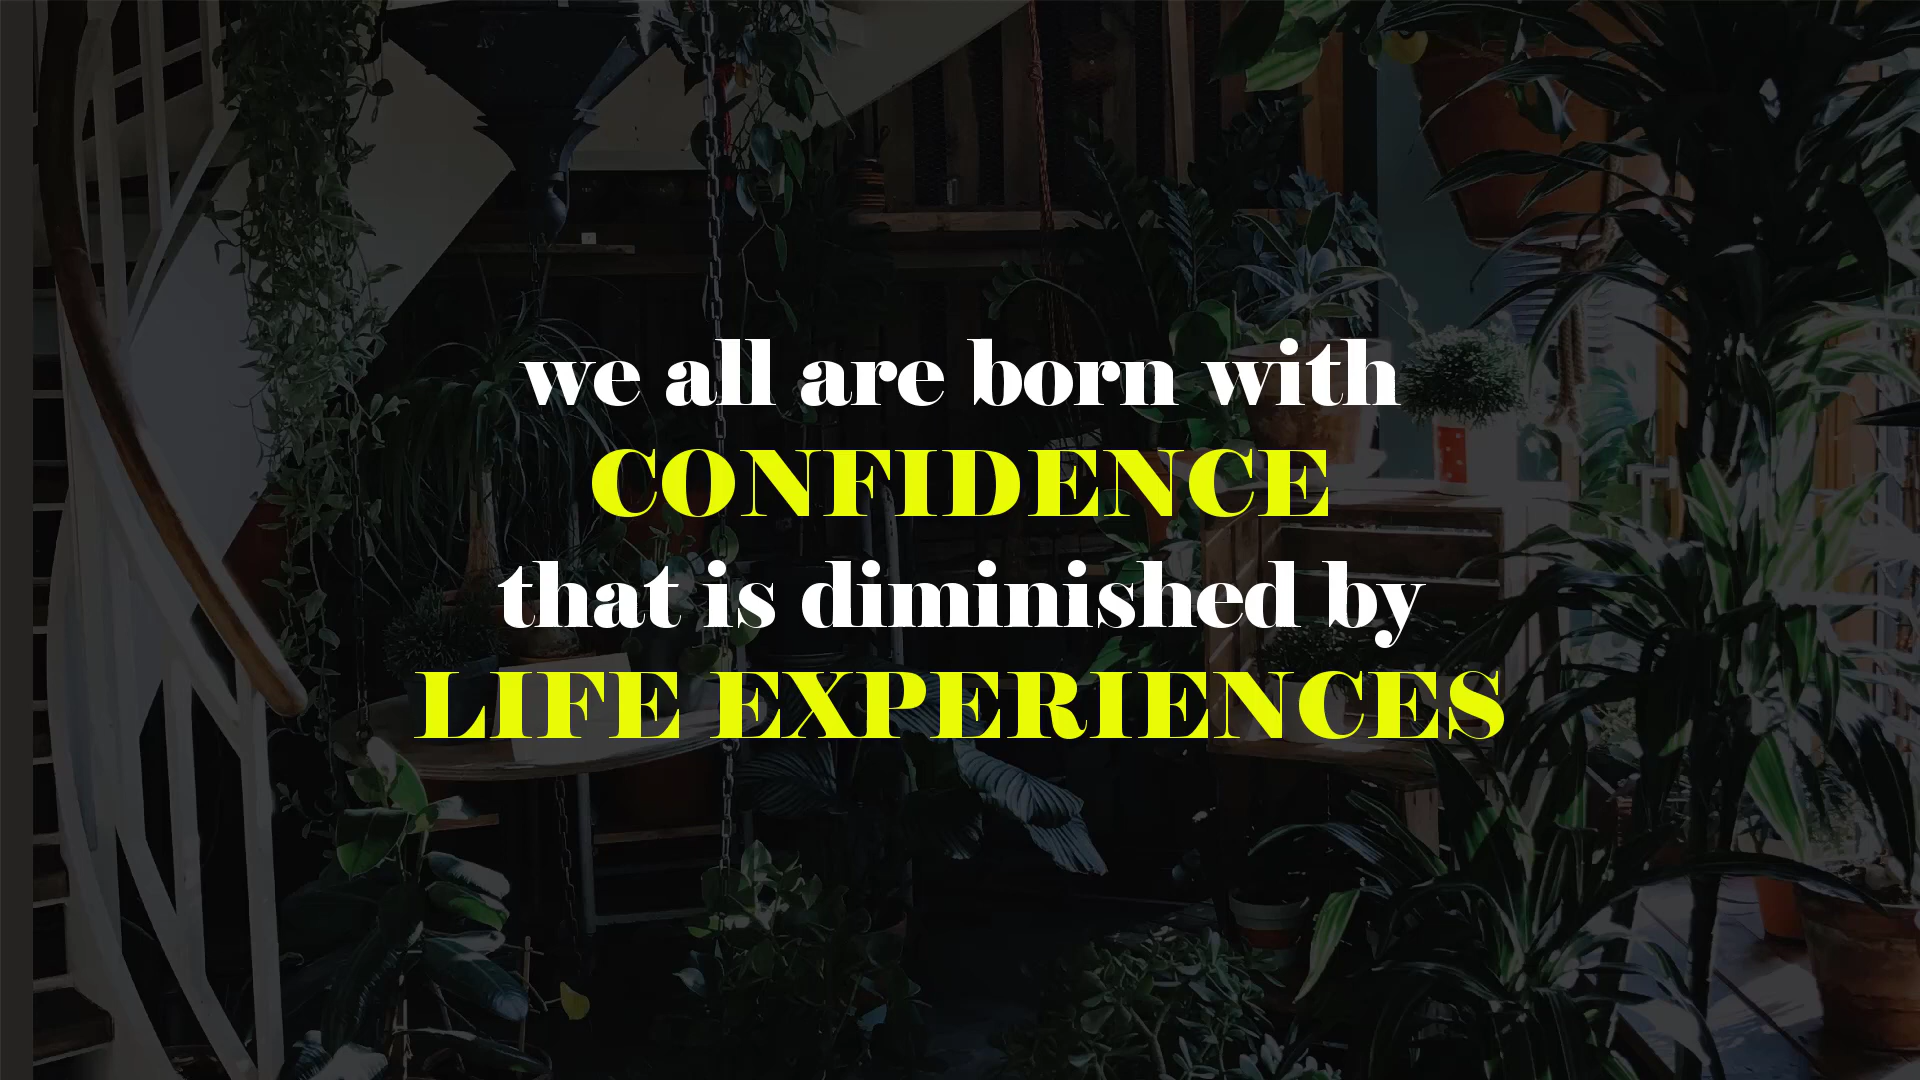 we all are born with
CONFIDENCE
that is diminished by
LIFE EXPERIENCES